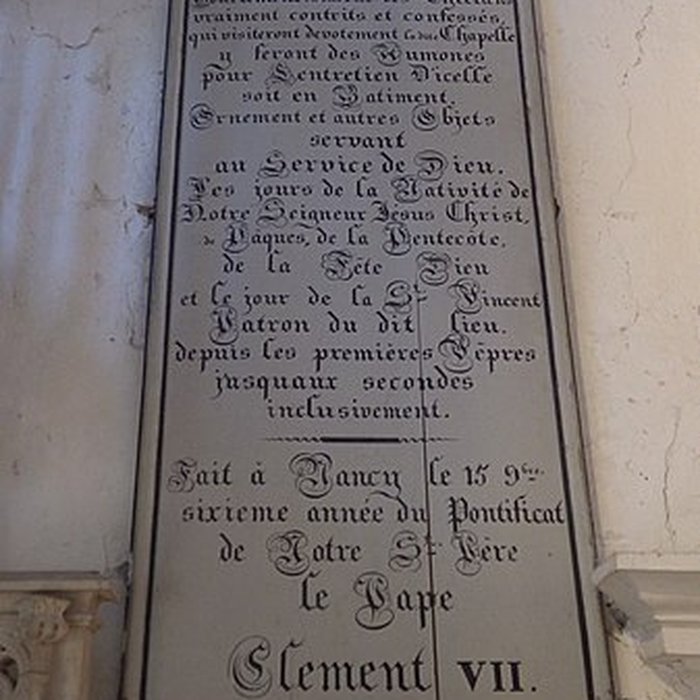 vraiment contrits et confessés,
qui visiteront devotement la dite Chapelle
y feront des Aumones
pour Lentretien D'icelle
soit en Batiment,
Ornement et autres Objets
servant
au Service de Dieu.
Les jours de la Nativité de
Notre Seigneur Jesus Christ,
de Paques, de la Pentecôte,
de la Fête Dieu
et le jour de la St. Vincent
Patron du dit lieu.
depuis les premières Vêpres
jusquaux secondes
inclusivement.
Fait à Nancy le 15 9bre.
sixieme année du Pontificat
de Notre St. Père
le Pape
Clement VII.